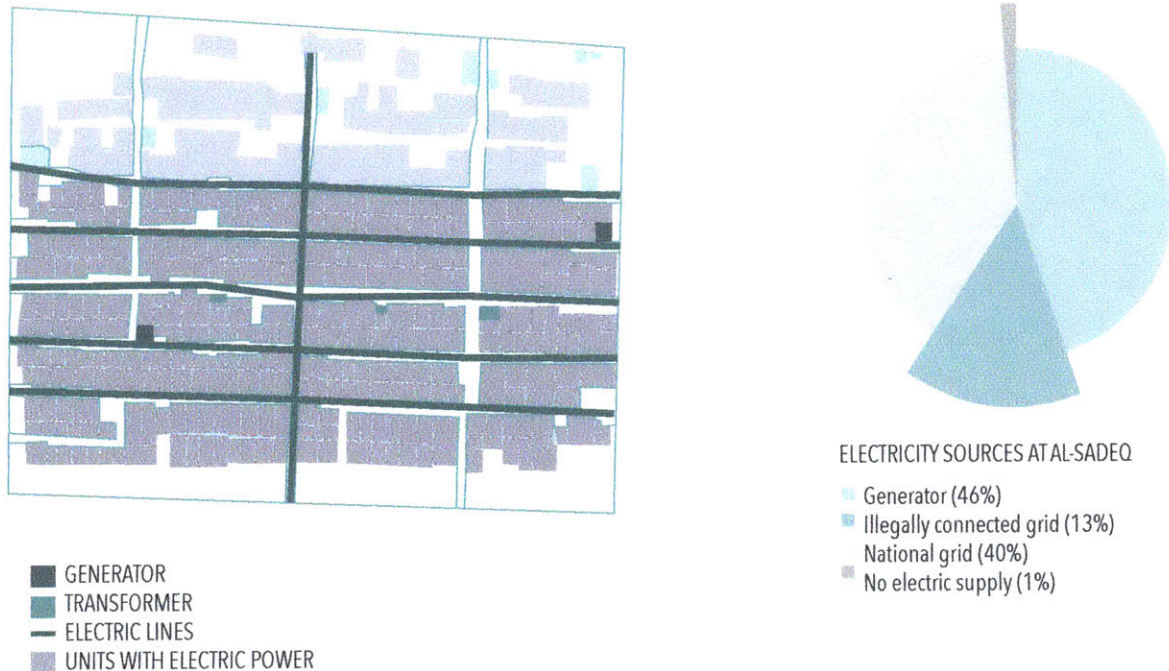 GENERATOR
TRANSFORMER
ELECTRIC LINES
UNITS WITH ELECTRIC POWER
ELECTRICITY SOURCES AT AL-SADEQ
Generator (46%)
Illegally connected grid (13%)
National grid (40%)
No electric supply (1%)